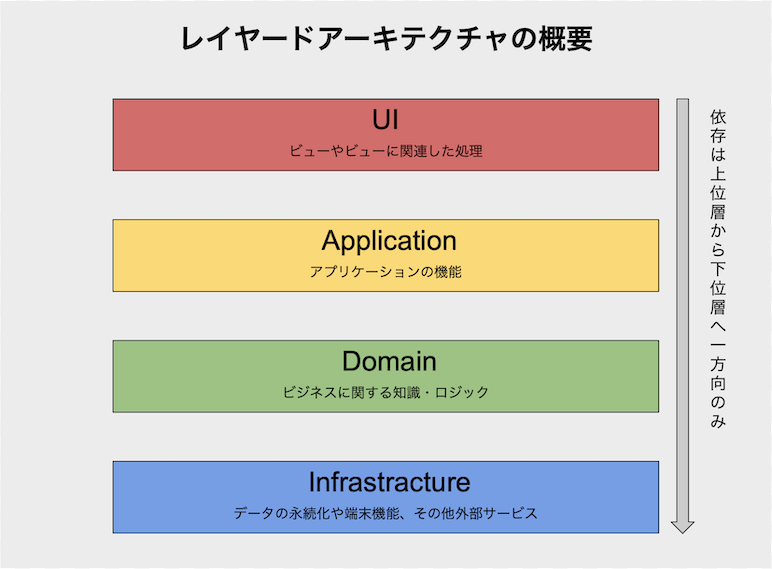 レイヤードアーキテクチャの概要
UI
ビューやビューに関連した処理
Application
アプリケーションの機能
Domain
ビジネスに関する知識・ロジック
Infrastracture
データの永続化や端末機能、その他外部サービス
依存は上位層から下位層へ一方向のみ